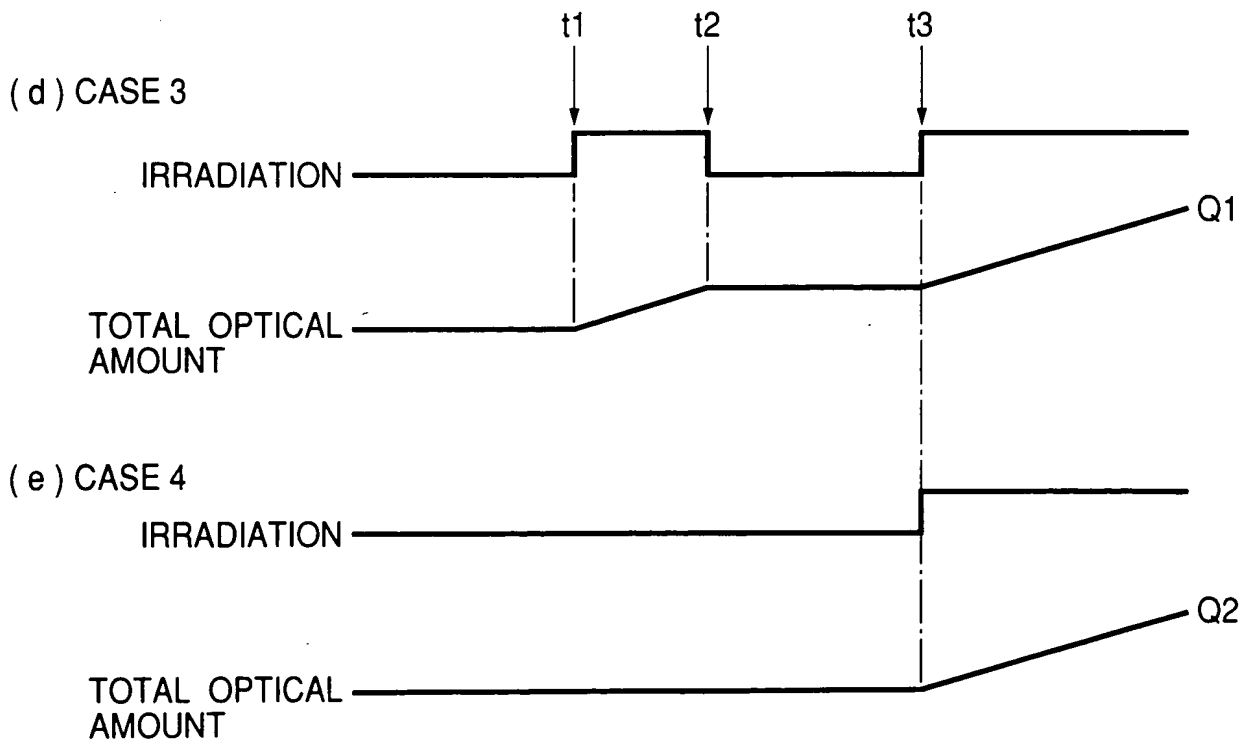 t1 t2 t3
( d ) CASE 3
IRRADIATION
Q1
TOTAL OPTICAL
AMOUNT
( e ) CASE 4
IRRADIATION
Q2
TOTAL OPTICAL
AMOUNT